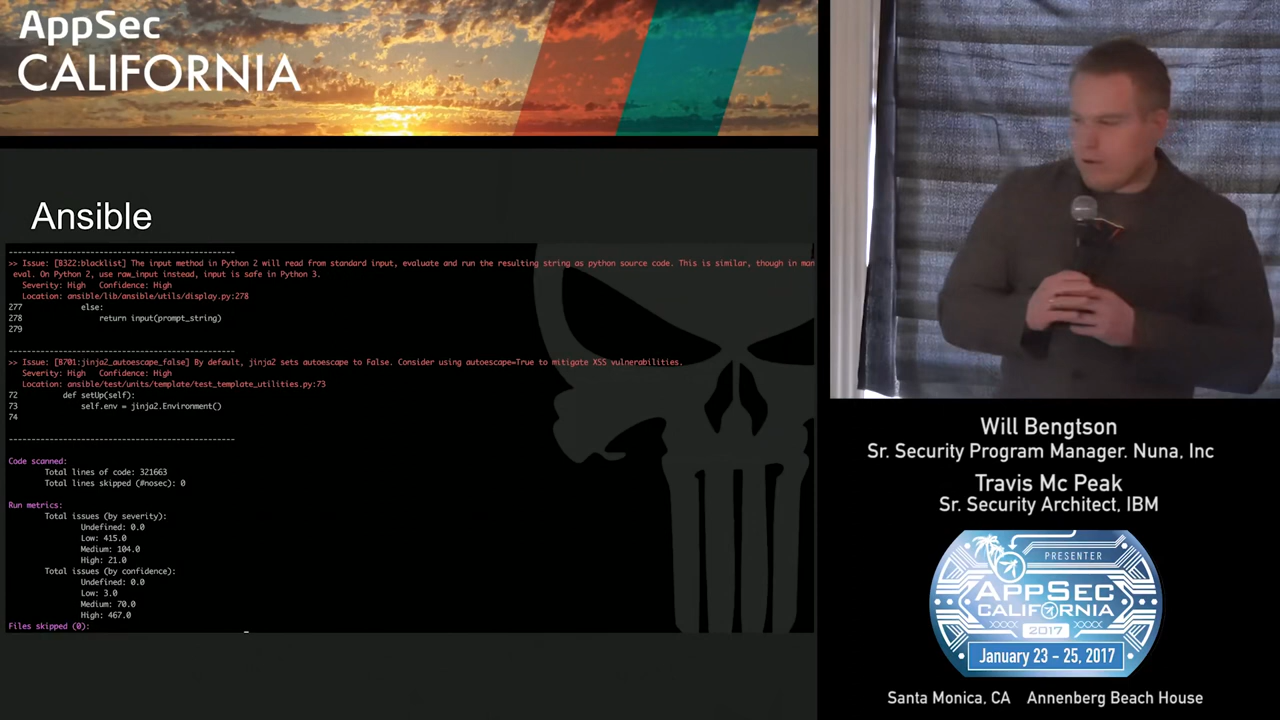 AppSec
CALIFORNIA
Ansible
--------------------------------------------------
>> Issue: [B322:blacklist] The input method in Python 2 will read from standard input, evaluate and run the resulting string as python source code. This is similar, though in man
eval. On Python 2, use raw_input instead, input is safe in Python 3.
Severity: High   Confidence: High
Location: ansible/lib/ansible/utils/display.py:278
277             else:
278                 return input(prompt_string)
279
--------------------------------------------------
>> Issue: [B701:jinja2_autoescape_false] By default, jinja2 sets autoescape to False. Consider using autoescape=True to mitigate XSS vulnerabilities.
Severity: High   Confidence: High
Location: ansible/test/units/template/test_template_utilities.py:73
72          def setUp(self):
73              self.env = jinja2.Environment()
74
--------------------------------------------------
Code scanned:
Total lines of code: 321663
Total lines skipped (#nosec): 0
Run metrics:
Total issues (by severity):
Undefined: 0.0
Low: 415.0
Medium: 104.0
High: 21.0
Total issues (by confidence):
Undefined: 0.0
Low: 3.0
Medium: 70.0
High: 467.0
Files skipped (0):
Will Bengtson
Sr. Security Program Manager. Nuna, Inc
Travis Mc Peak
Sr. Security Architect, IBM
PRESENTER
APPSEC
CALIFORNIA
XXXX 2017 XXXX
January 23 - 25, 2017
Santa Monica, CA   Annenberg Beach House